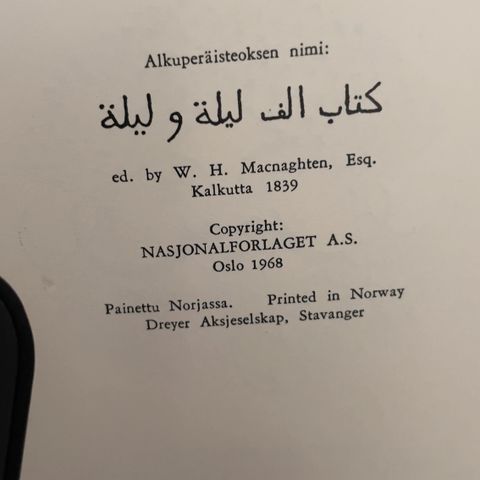 Alkuperäisteoksen nimi:
كتاب الف ليلة و ليلة
ed. by W. H. Macnaghten, Esq.
Kalkutta 1839
Copyright:
NASJONALFORLAGET A.S.
Oslo 1968
Painettu Norjassa. Printed in Norway
Dreyer Aksjeselskap, Stavanger